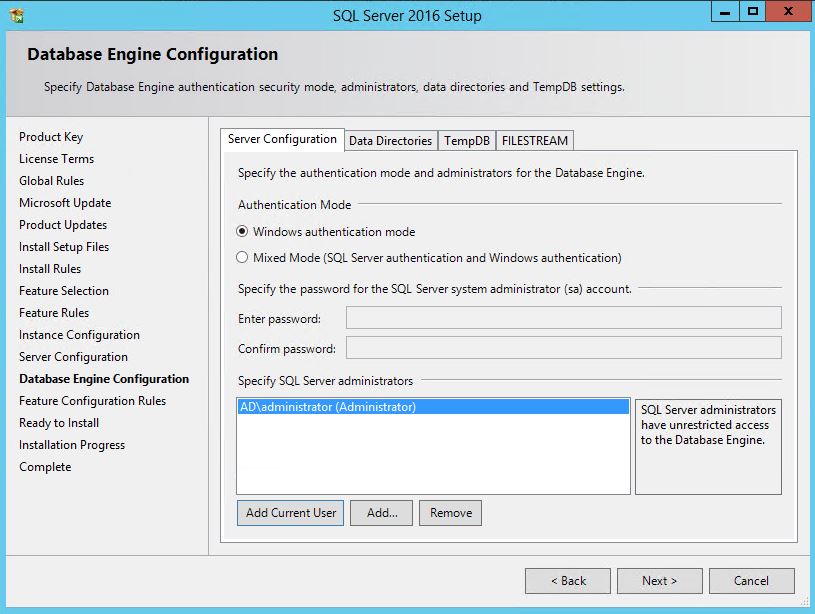 SQL Server 2016 Setup
Database Engine Configuration
Specify Database Engine authentication security mode, administrators, data directories and TempDB settings.
Product Key
License Terms
Global Rules
Microsoft Update
Product Updates
Install Setup Files
Install Rules
Feature Selection
Feature Rules
Instance Configuration
Server Configuration
Database Engine Configuration
Feature Configuration Rules
Ready to Install
Installation Progress
Complete
Server Configuration Data Directories TempDB FILESTREAM
Specify the authentication mode and administrators for the Database Engine.
Authentication Mode
Windows authentication mode
Mixed Mode (SQL Server authentication and Windows authentication)
Specify the password for the SQL Server system administrator (sa) account.
Enter password:
Confirm password:
Specify SQL Server administrators
AD\administrator (Administrator)
SQL Server administrators
have unrestricted access
to the Database Engine.
Add Current User Add... Remove
< Back Next > Cancel